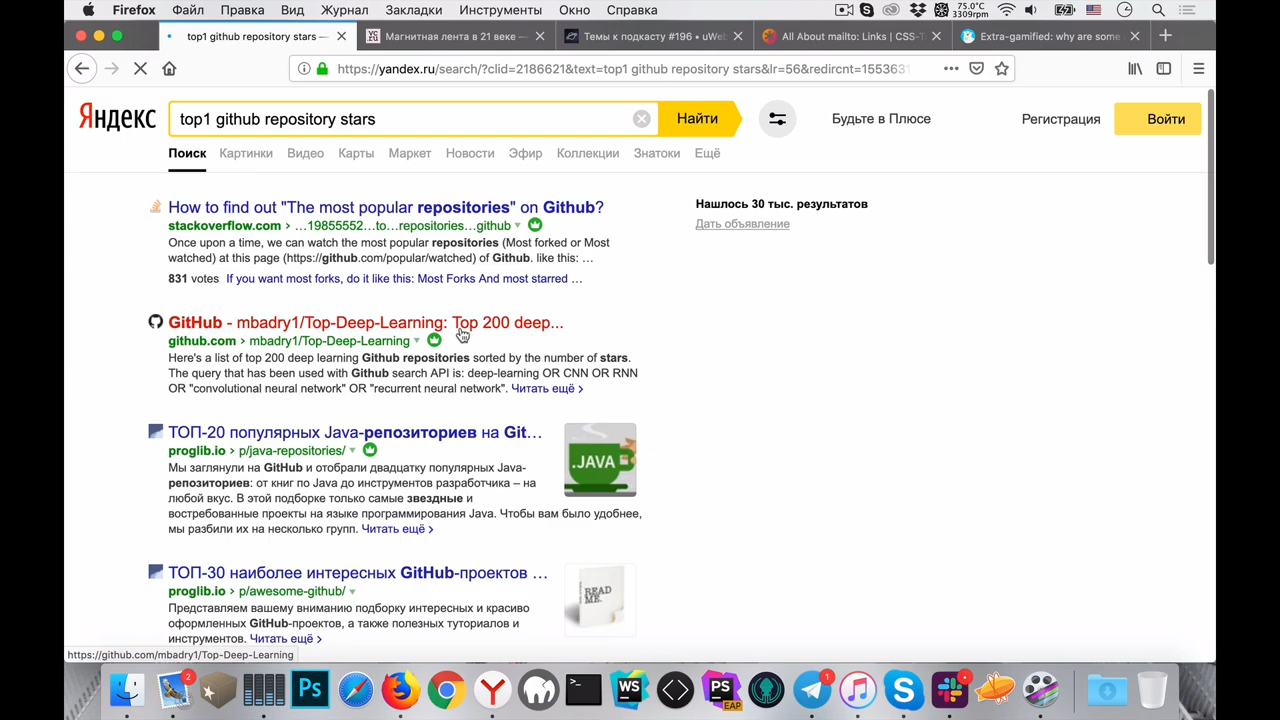 Firefox Файл Правка Вид Журнал Закладки Инструменты Окно Справка 75.0°C 3309rpm
top1 github repository stars — Магнитная лента в 21 веке — Темы к подкасту #196 • uWeb All About mailto: Links | CSS-T Extra-gamified: why are some
https://yandex.ru/search/?clid=2186621&text=top1 github repository stars&lr=56&redircnt=1553631
Яндекс top1 github repository stars Найти Будьте в Плюсе Регистрация Войти
Поиск Картинки Видео Карты Маркет Новости Эфир Коллекции Знатоки Ещё
How to find out "The most popular repositories" on Github?
stackoverflow.com › …19855552…to…repositories…github
Once upon a time, we can watch the most popular repositories (Most forked or Most
watched) at this page (https://github.com/popular/watched) of Github. like this: …
831 votes If you want most forks, do it like this: Most Forks And most starred …
GitHub - mbadry1/Top-Deep-Learning: Top 200 deep...
github.com › mbadry1/Top-Deep-Learning
Here's a list of top 200 deep learning Github repositories sorted by the number of stars.
The query that has been used with Github search API is: deep-learning OR CNN OR RNN
OR "convolutional neural network" OR "recurrent neural network". Читать ещё ›
ТОП-20 популярных Java-репозиториев на Git…
proglib.io › p/java-repositories/
Мы заглянули на GitHub и отобрали двадцатку популярных Java-
репозиториев: от книг по Java до инструментов разработчика – на
любой вкус. В этой подборке только самые звездные и
востребованные проекты на языке программирования Java. Чтобы вам было удобнее,
мы разбили их на несколько групп. Читать ещё ›
.JAVA
ТОП-30 наиболее интересных GitHub-проектов …
proglib.io › p/awesome-github/
Представляем вашему вниманию подборку интересных и красиво
оформленных GitHub-проектов, а также полезных туториалов и
инструментов. Читать ещё ›
READ
ME.
Нашлось 30 тыс. результатов
Дать объявление
https://github.com/mbadry1/Top-Deep-Learning
2 Ps WS PS EAP 1